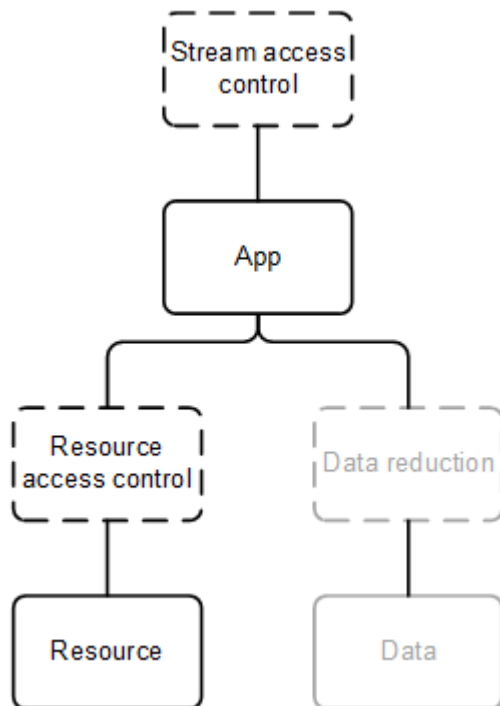 Stream access
control
App
Resource
access control
Data reduction
Resource
Data